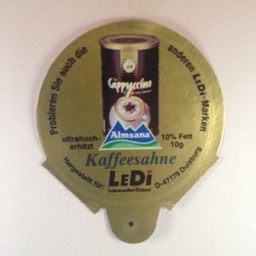 Probieren Sie auch die anderen LeDi-Marken
Cappuccino
Almsana
ultrahoch-
erhitzt
10% Fett
10g
Kaffeesahne
LeDi
Lebensmittel-Diskont
Hergestellt für: D-47179 Duisburg